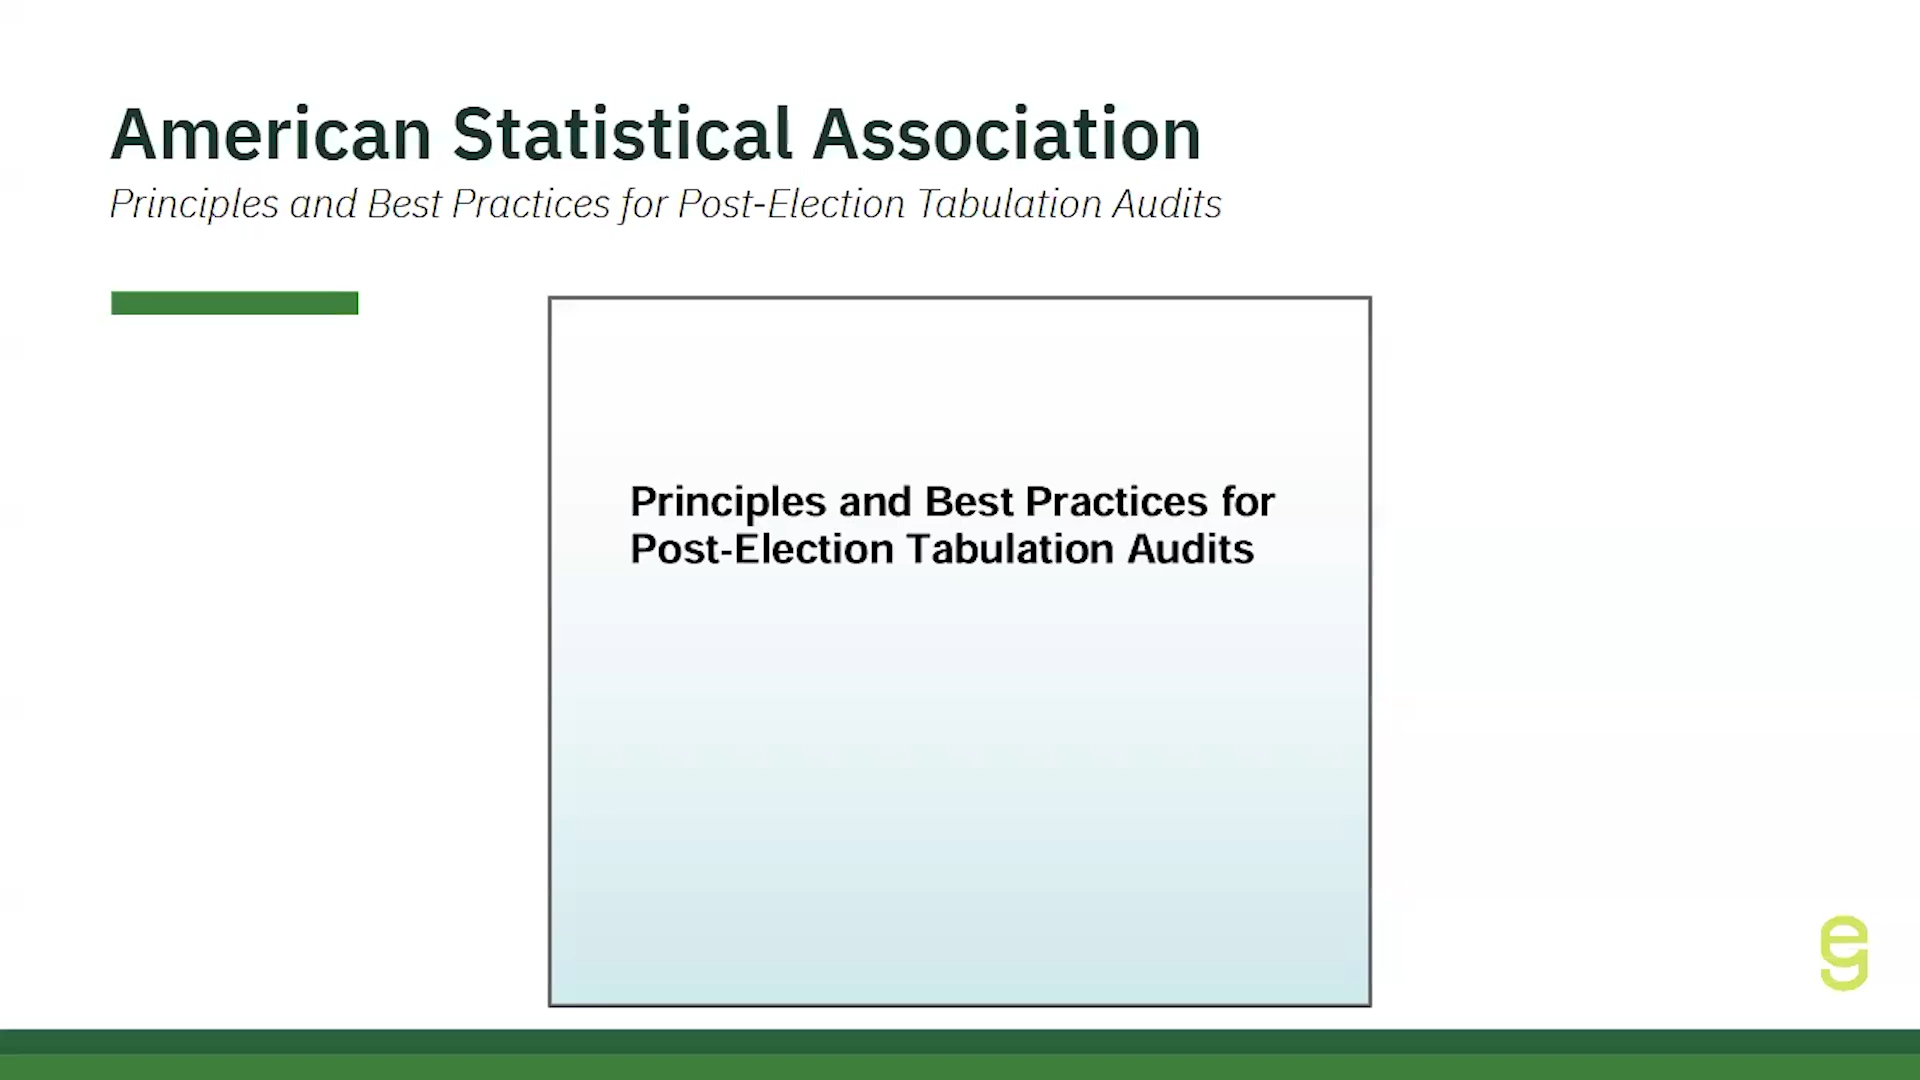 American Statistical Association
Principles and Best Practices for Post-Election Tabulation Audits
Principles and Best Practices for
Post-Election Tabulation Audits
eg